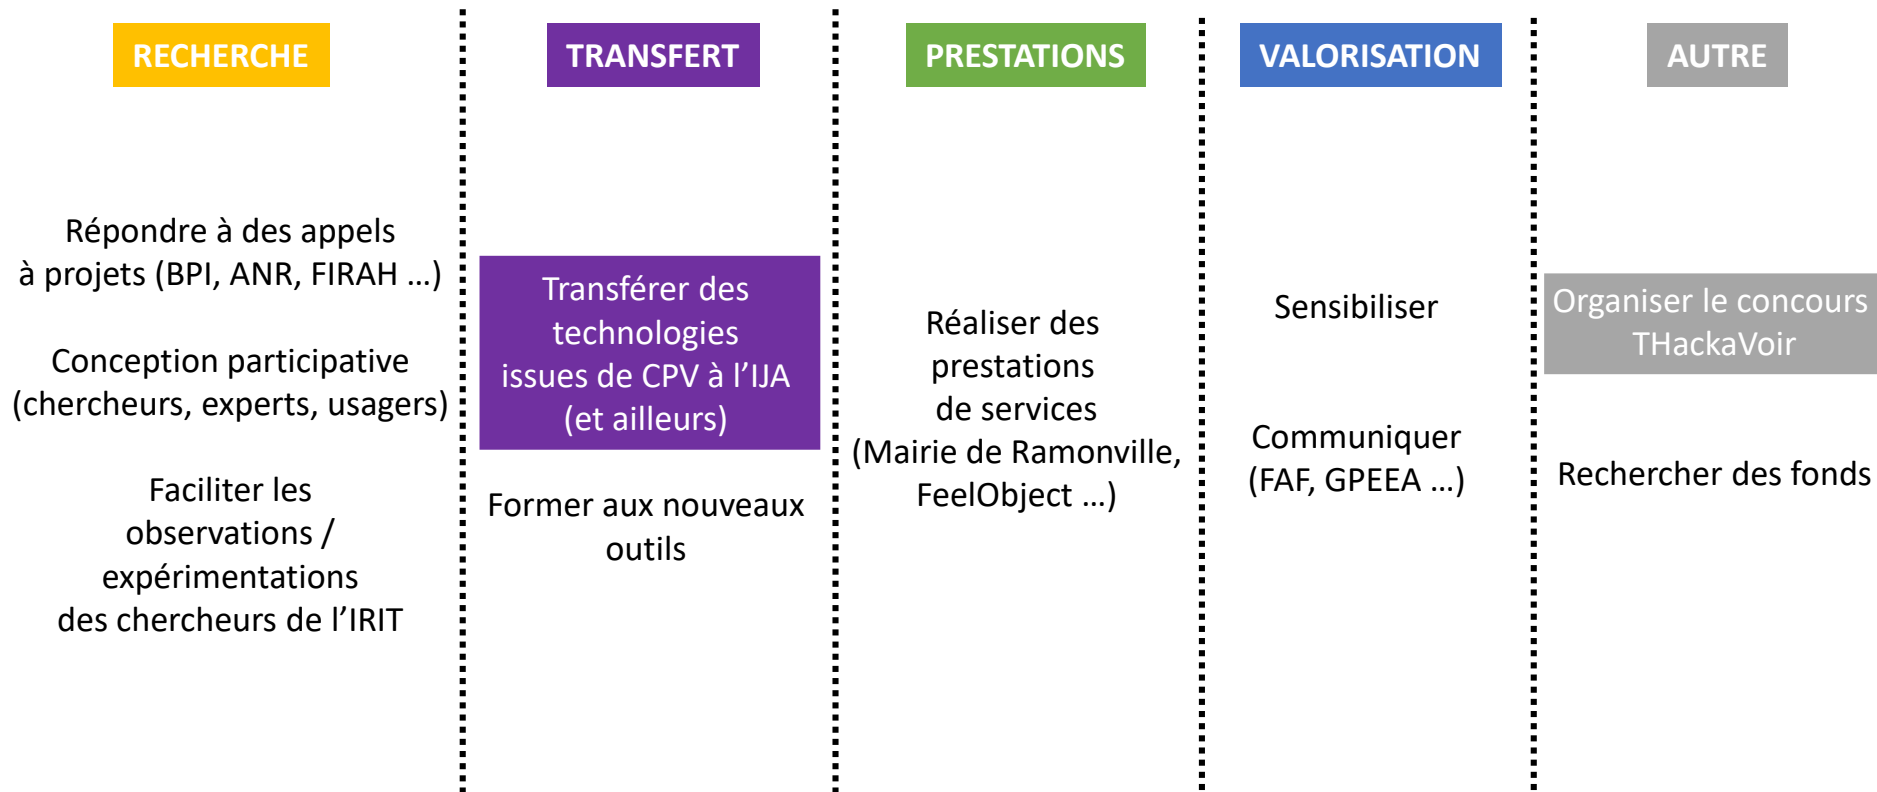 RECHERCHE
Répondre à des appels
à projets (BPI, ANR, FIRAH …)
Conception participative
(chercheurs, experts, usagers)
Faciliter les
observations /
expérimentations
des chercheurs de l’IRIT
TRANSFERT
Transférer des
technologies
issues de CPV à l’IJA
(et ailleurs)
Former aux nouveaux
outils
PRESTATIONS
Réaliser des
prestations
de services
(Mairie de Ramonville,
FeelObject …)
VALORISATION
Sensibiliser
Communiquer
(FAF, GPEEA …)
AUTRE
Organiser le concours
THackaVoir
Rechercher des fonds